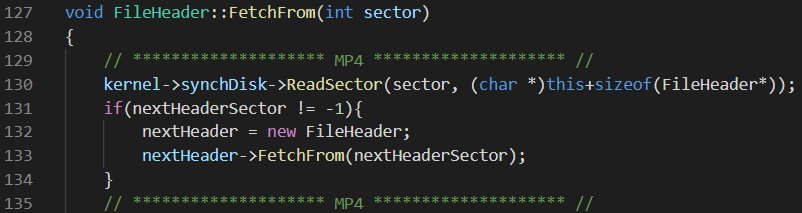 127 void FileHeader::FetchFrom(int sector)
128 {
129 // ******************** MP4 ******************** //
130 kernel->synchDisk->ReadSector(sector, (char *)this+sizeof(FileHeader*));
131 if(nextHeaderSector != -1){
132 nextHeader = new FileHeader;
133 nextHeader->FetchFrom(nextHeaderSector);
134 }
135 // ******************** MP4 ******************** //